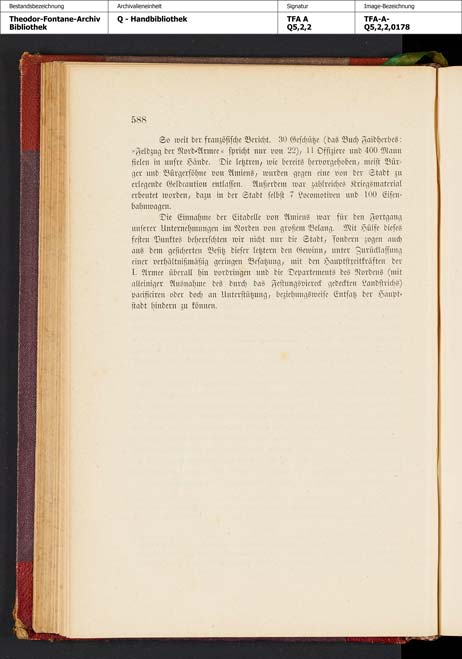 Bestandsbezeichnung
Theodor-Fontane-Archiv
Bibliothek
Archivalieneinheit
Q - Handbibliothek
Signatur
TFA A
Q5,2,2
Image-Bezeichnung
TFA-A-
Q5,2,2,0178
588
So weit der französische Bericht. 30 Geschütze (das Buch Faidherbes:
»Feldzug der Nord-Armee« spricht nur von 22), 11 Offiziere und 400 Mann
fielen in unsre Hände. Die letztren, wie bereits hervorgehoben, meist Bür-
ger und Bürgersöhne von Amiens, wurden gegen eine von der Stadt zu
erlegende Geldcaution entlassen. Außerdem war zahlreiches Kriegsmaterial
erbeutet worden, dazu in der Stadt selbst 7 Locomotiven und 100 Eisen-
bahnwagen.
Die Einnahme der Citadelle von Amiens war für den Fortgang
unserer Unternehmungen im Norden von großem Belang. Mit Hülfe dieses
festen Punktes beherrschten wir nicht nur die Stadt, sondern zogen auch
aus dem gesicherten Besitz dieser letztern den Gewinn, unter Zurücklassung
einer verhältnißmäßig geringen Besatzung, mit den Hauptstreitkräften der
I. Armee überall hin vordringen und die Departements des Nordens (mit
alleiniger Ausnahme des durch das Festungsviereck gedeckten Landstrichs)
pacifiziren oder doch an Unterstützung, beziehungsweise Entsatz der Haupt-
stadt hindern zu können.